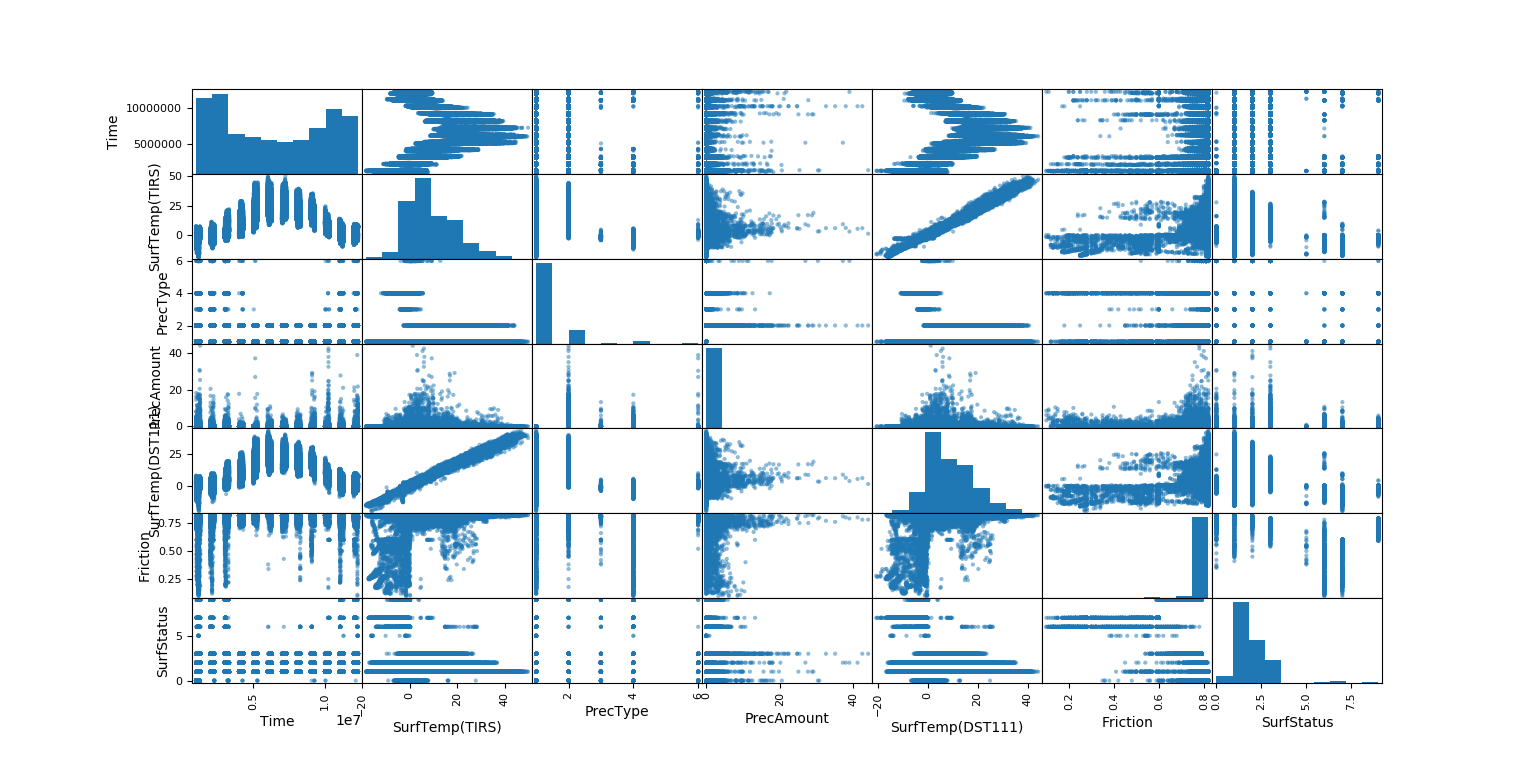 Time
10000000
5000000
SurfTemp(TIRS)
50
25
0
PrecType
6
4
2
PrecAmount
40
20
0
SurfTemp(DST111)
25
0
Friction
0.75
0.50
0.25
SurfStatus
5
0
0.5 1.0 −20 0 20 40 2 4 6 0 20 40 −20 0 20 40 0.2 0.4 0.6 0.8 0.0 2.5 5.0 7.5
1e7
Time SurfTemp(TIRS) PrecType PrecAmount SurfTemp(DST111) Friction SurfStatus